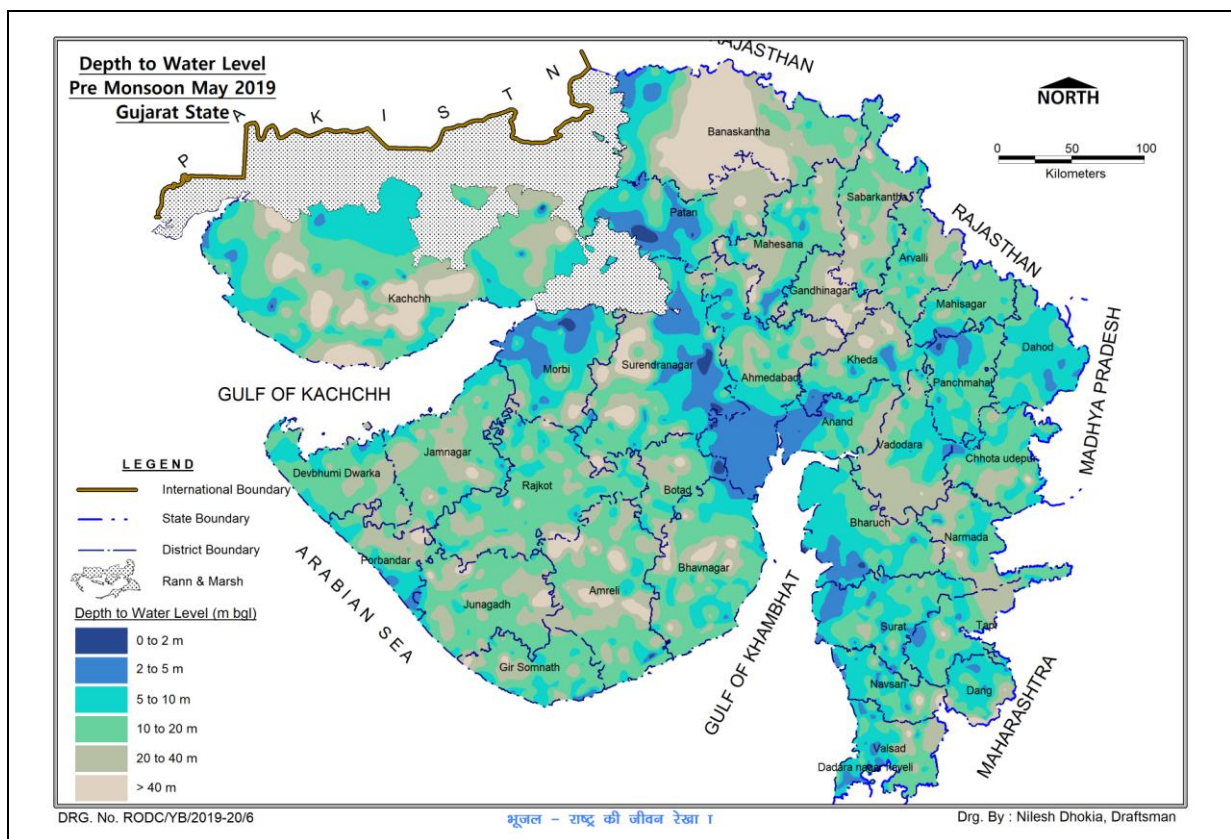 Depth to Water Level
Pre Monsoon May 2019
Gujarat State
P A K I S T N
RAJASTHAN
NORTH
0 50 100
Kilometers
Banaskantha
Patan
Sabarkantha
RAJASTHAN
Mahesana
Arvalli
Gandhinagar
Kachchh
Mahisagar
Dahod
Morbi
Surendranagar
Kheda
Ahmedabad
Panchmahal
MADHYA PRADESH
GULF OF KACHCHH
Anand
Vadodara
Chhota udepur
Jamnagar
Devbhumi Dwarka
Rajkot
Botad
Bharuch
Narmada
Porbandar
Bhavnagar
Amreli
Junagadh
ARABIAN SEA
Gir Somnath
GULF OF KHAMBHAT
Surat
Tapi
Navsari
Dang
MAHARASHTRA
Valsad
Dadara nagar haveli
LEGEND
International Boundary
State Boundary
District Boundary
Rann & Marsh
Depth to Water Level (m bgl)
0 to 2 m
2 to 5 m
5 to 10 m
10 to 20 m
20 to 40 m
> 40 m
DRG. No. RODC/YB/2019-20/6
भूजल – राष्ट्र की जीवन रेखा ।
Drg. By : Nilesh Dhokia, Draftsman